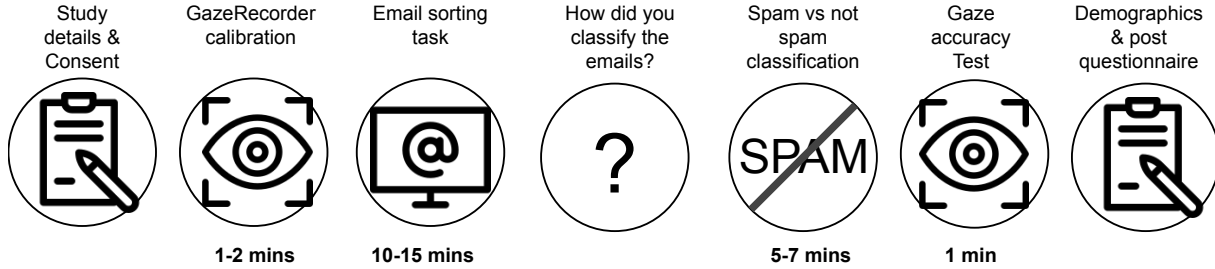 Study
details &
Consent
GazeRecorder
calibration
1-2 mins
Email sorting
task
@
10-15 mins
How did you
classify the
emails?
?
Spam vs not
spam
classification
SPAM
5-7 mins
Gaze
accuracy
Test
1 min
Demographics
& post
questionnaire